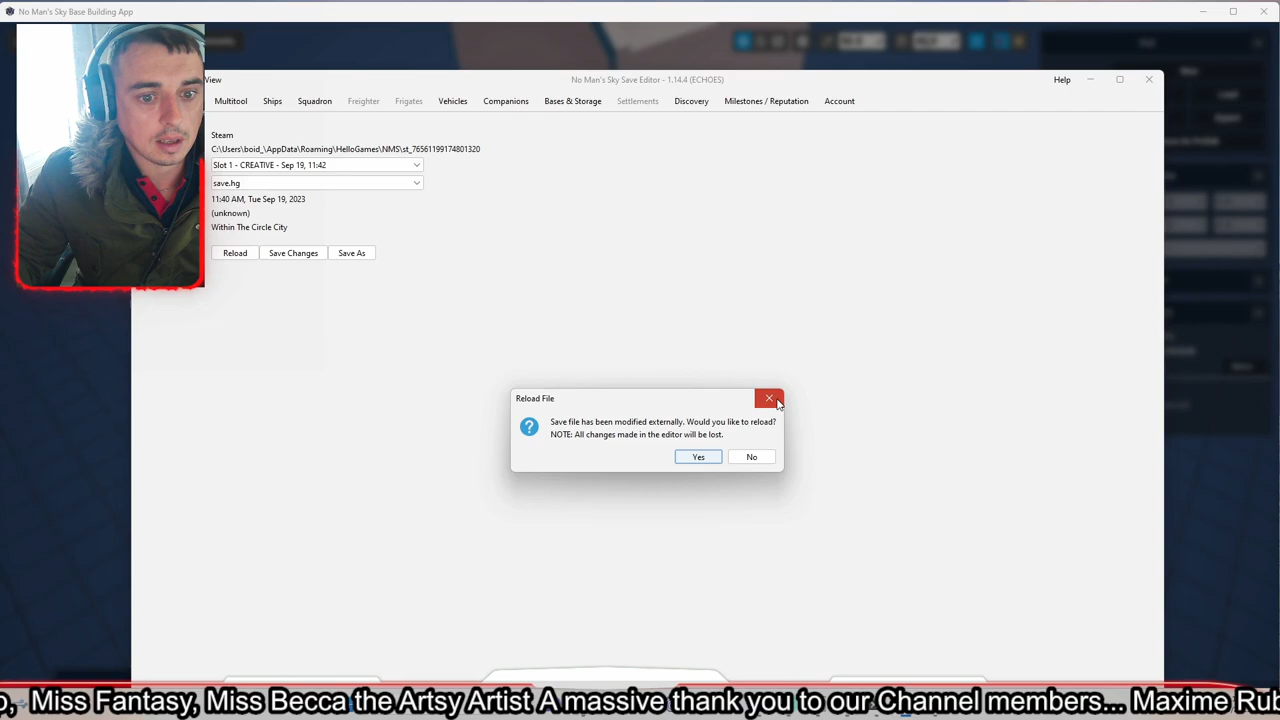 No Man's Sky Base Building App
View
No Man's Sky Save Editor - 1.14.4 (ECHOES)
Help
Multitool Ships Squadron Freighter Frigates Vehicles Companions Bases & Storage Settlements Discovery Milestones / Reputation Account
Steam
C:\Users\boid_\AppData\Roaming\HelloGames\NMS\st_76561199174801320
Slot 1 - CREATIVE - Sep 19, 11:42
save.hg
11:40 AM, Tue Sep 19, 2023
(unknown)
Within The Circle City
Reload Save Changes Save As
Reload File
Save file has been modified externally. Would you like to reload?
NOTE: All changes made in the editor will be lost.
Yes No
o, Miss Fantasy, Miss Becca the Artsy Artist A massive thank you to our Channel members... Maxime Rub